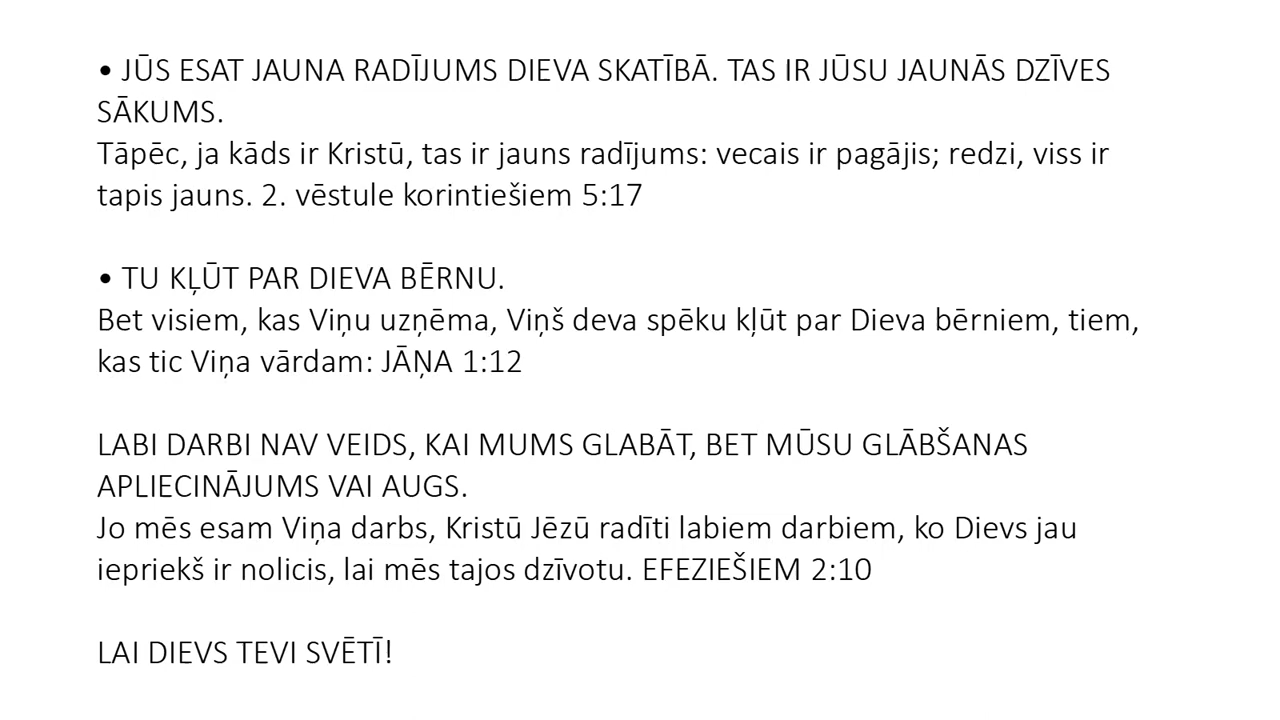 • JŪS ESAT JAUNA RADĪJUMS DIEVA SKATĪBĀ. TAS IR JŪSU JAUNĀS DZĪVES
SĀKUMS.
Tāpēc, ja kāds ir Kristū, tas ir jauns radījums: vecais ir pagājis; redzi, viss ir
tapis jauns. 2. vēstule korintiešiem 5:17
• TU KĻŪT PAR DIEVA BĒRNU.
Bet visiem, kas Viņu uzņēma, Viņš deva spēku kļūt par Dieva bērniem, tiem,
kas tic Viņa vārdam: JĀŅA 1:12
LABI DARBI NAV VEIDS, KAI MUMS GLABĀT, BET MŪSU GLĀBŠANAS
APLIECINĀJUMS VAI AUGS.
Jo mēs esam Viņa darbs, Kristū Jēzū radīti labiem darbiem, ko Dievs jau
iepriekš ir nolicis, lai mēs tajos dzīvotu. EFEZIEŠIEM 2:10
LAI DIEVS TEVI SVĒTĪ!